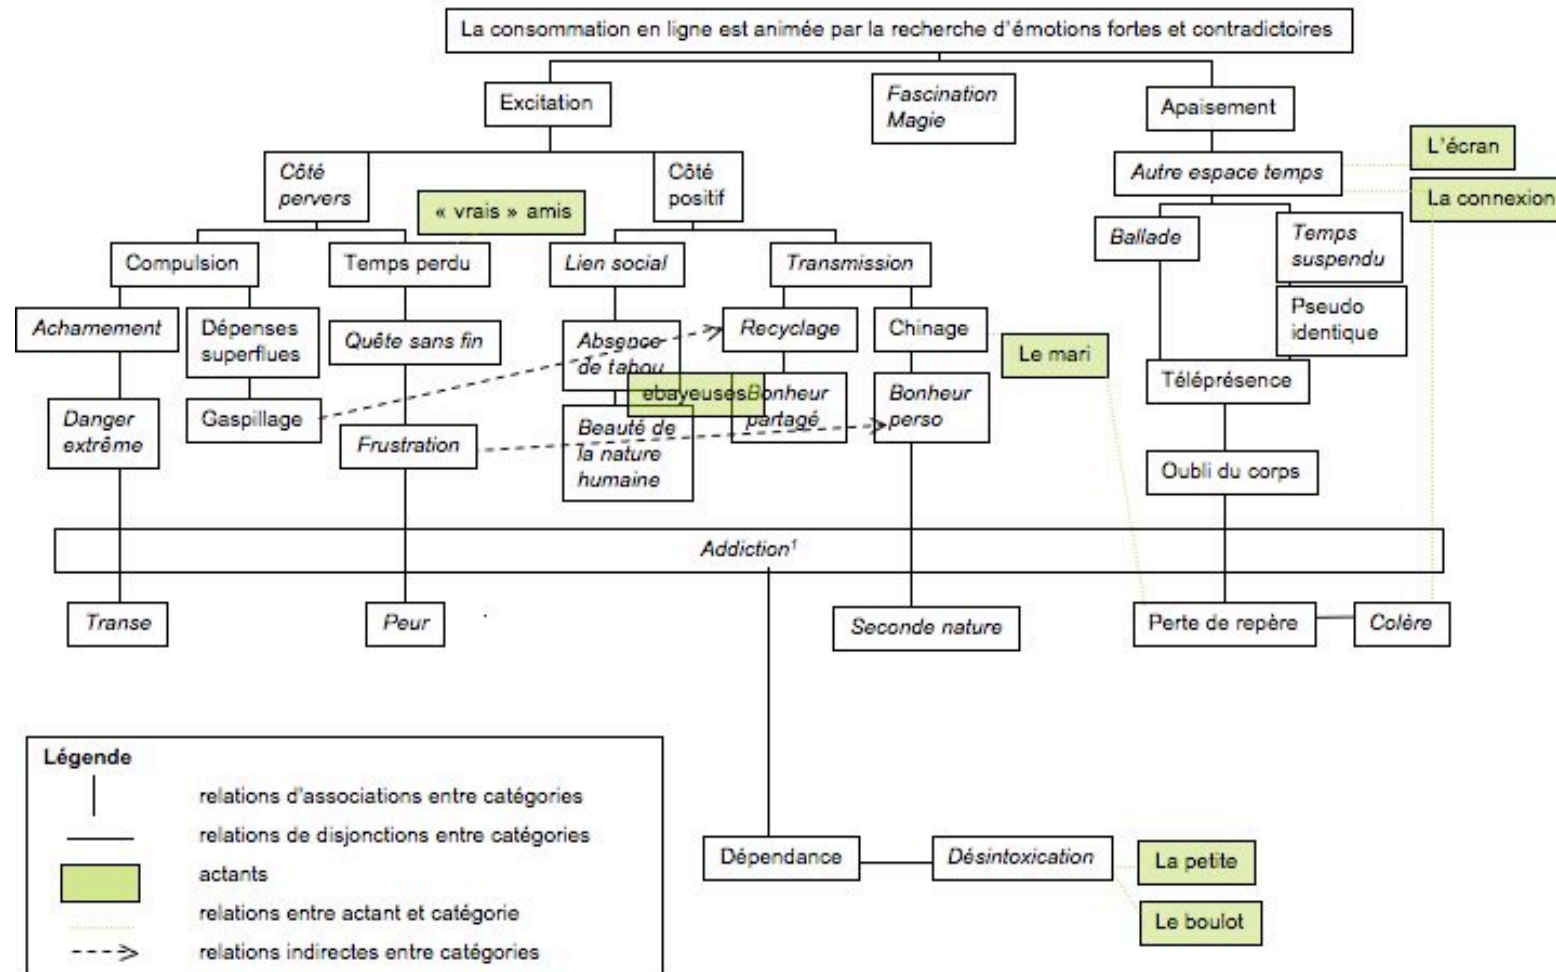 La consommation en ligne est animée par la recherche d'émotions fortes et contradictoires
Excitation
Fascination
Magie
Apaisement
Côté
pervers
Côté
positif
Autre espace temps
L'écran
La connexion
« vrais » amis
Compulsion
Temps perdu
Lien social
Transmission
Ballade
Temps
suspendu
Acharnement
Dépenses
superflues
Quête sans fin
Absence
de tabou
Recyclage
Chinage
Le mari
Pseudo
identique
Danger
extrême
Gaspillage
Frustration
ebayeuses
Beauté de
la nature
humaine
Bonheur
partagé
Bonheur
perso
Téléprésence
Oubli du corps
Addiction¹
Transe
Peur
Seconde nature
Perte de repère
Colère
Légende
relations d'associations entre catégories
relations de disjonctions entre catégories
actants
relations entre actant et catégorie
relations indirectes entre catégories
Dépendance
Désintoxication
La petite
Le boulot